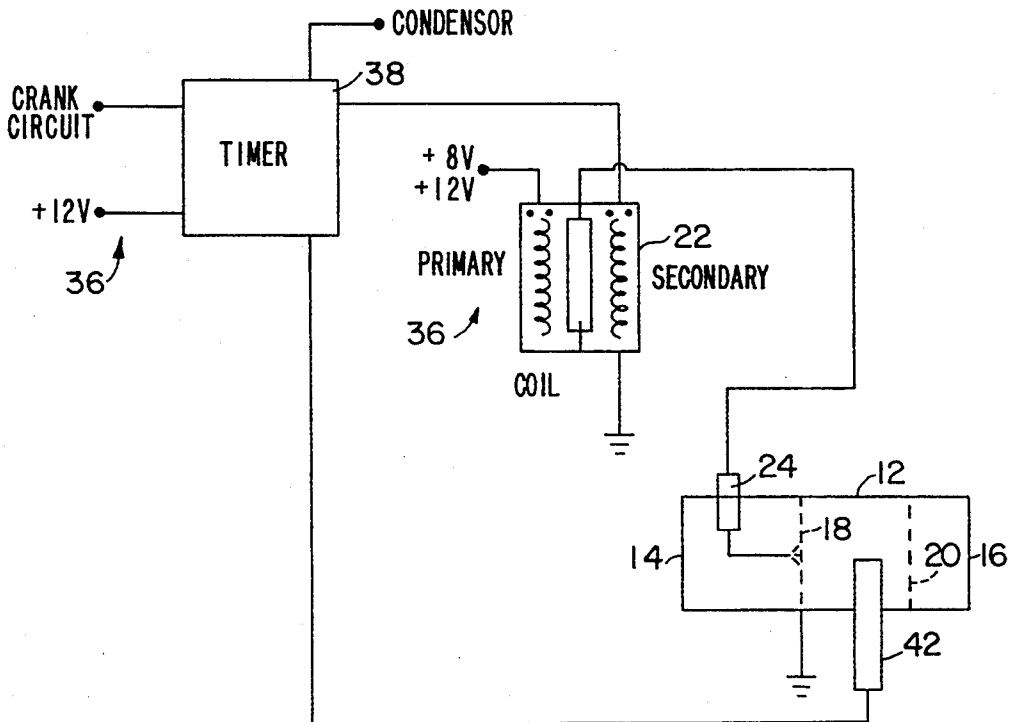 CONDENSOR
38
CRANK
CIRCUIT
TIMER
+ 8V
+12V
+12V
22
PRIMARY
SECONDARY
36
36
COIL
24
12
18
14
20
16
42